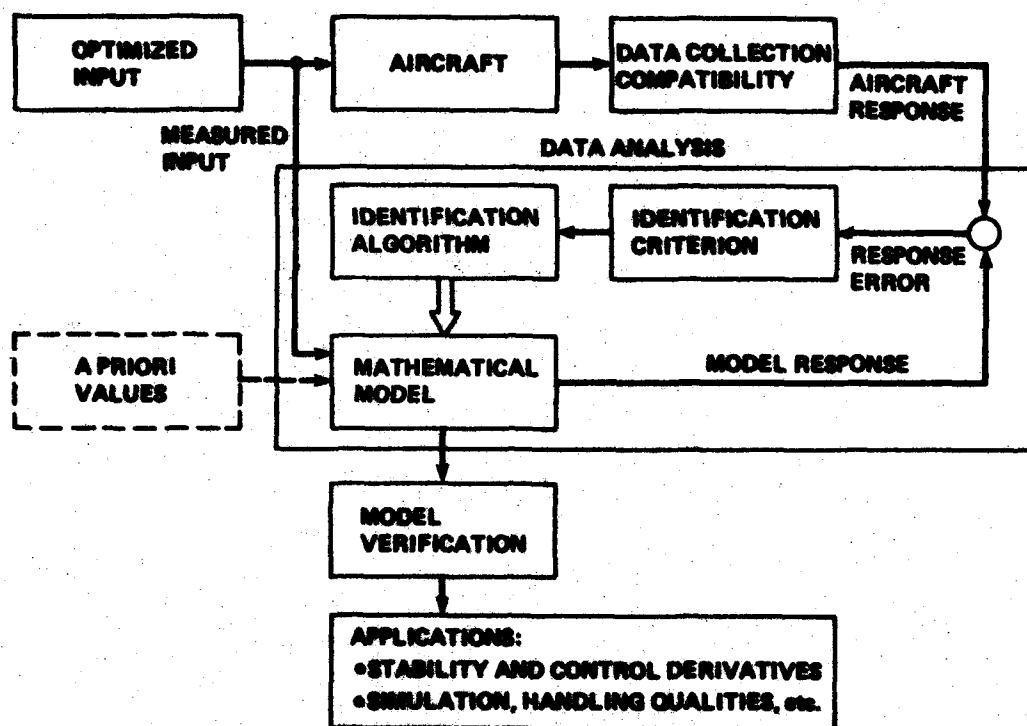 OPTIMIZED
INPUT
AIRCRAFT
DATA COLLECTION
COMPATIBILITY
AIRCRAFT
RESPONSE
MEASURED
INPUT
DATA ANALYSIS
IDENTIFICATION
ALGORITHM
IDENTIFICATION
CRITERION
RESPONSE
ERROR
A PRIORI
VALUES
MATHEMATICAL
MODEL
MODEL RESPONSE
MODEL
VERIFICATION
APPLICATIONS:
•STABILITY AND CONTROL DERIVATIVES
•SIMULATION, HANDLING QUALITIES, etc.